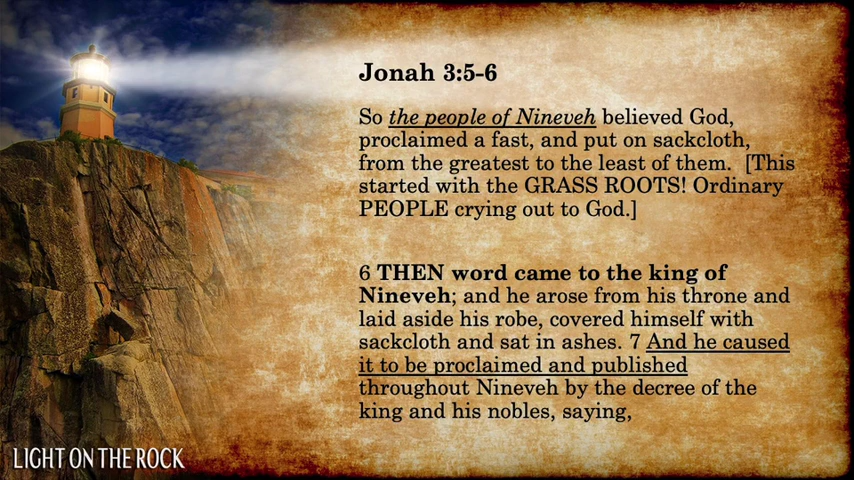 Jonah 3:5-6
So the people of Nineveh believed God,
proclaimed a fast, and put on sackcloth,
from the greatest to the least of them.  [This
started with the GRASS ROOTS! Ordinary
PEOPLE crying out to God.]
6 THEN word came to the king of
Nineveh; and he arose from his throne and
laid aside his robe, covered himself with
sackcloth and sat in ashes. 7 And he caused
it to be proclaimed and published
throughout Nineveh by the decree of the
king and his nobles, saying,
LIGHT ON THE ROCK